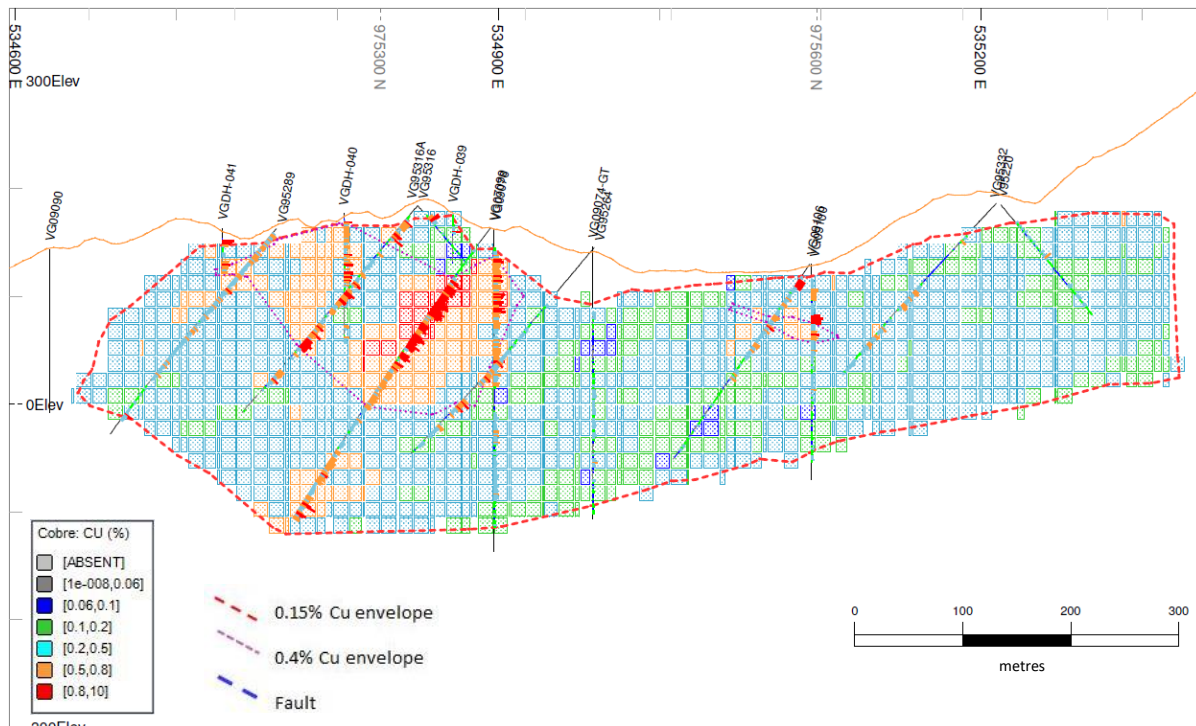 534600 E
975300 N
534900 E
975600 N
535200 E
300Elev
VG09090
VGDH-041
VG95289
VGDH-040
VG95316A
VG95316
VGDH-039
VG09074-GT
VG95264
VG95332
0Elev
Cobre: CU (%)
[ABSENT]
[1e-008,0.06]
[0.06,0.1]
[0.1,0.2]
[0.2,0.5]
[0.5,0.8]
[0.8,10]
0.15% Cu envelope
0.4% Cu envelope
Fault
0
100
200
300
metres